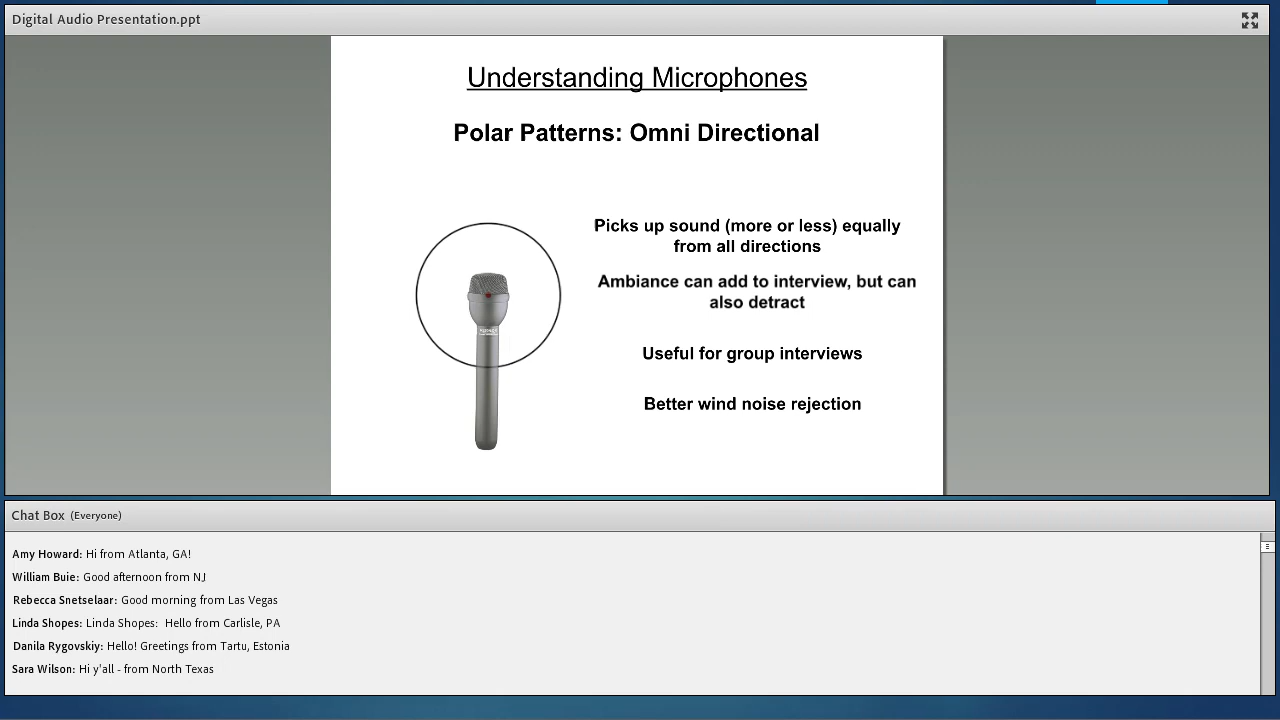 Digital Audio Presentation.ppt
Understanding Microphones
Polar Patterns: Omni Directional
Picks up sound (more or less) equally
from all directions
Ambiance can add to interview, but can
also detract
Useful for group interviews
Better wind noise rejection
Chat Box (Everyone)
Amy Howard: Hi from Atlanta, GA!
William Buie: Good afternoon from NJ
Rebecca Snetselaar: Good morning from Las Vegas
Linda Shopes: Linda Shopes:  Hello from Carlisle, PA
Danila Rygovskiy: Hello! Greetings from Tartu, Estonia
Sara Wilson: Hi y'all - from North Texas